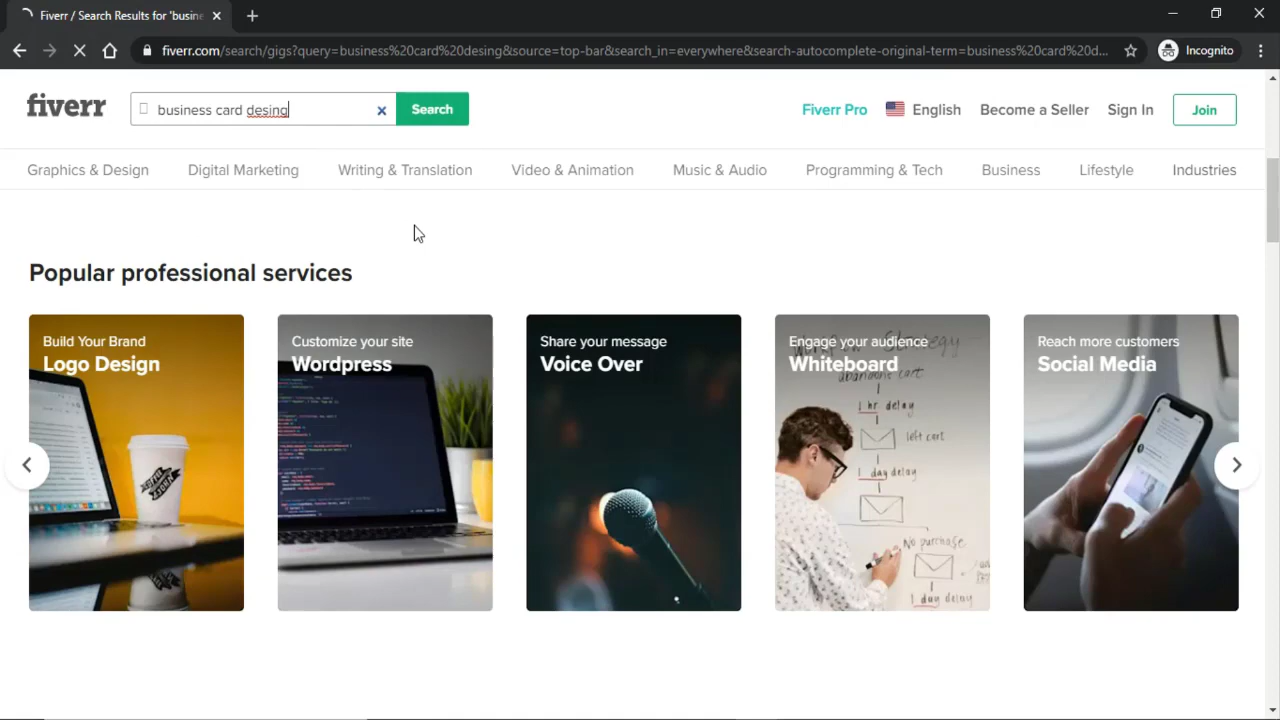 Fiverr / Search Results for 'busine
fiverr.com/search/gigs?query=business%20card%20desing&source=top-bar&search_in=everywhere&search-autocomplete-original-term=business%20card%20d...
Incognito
fiverr
business card desing
Search
Fiverr Pro
English
Become a Seller
Sign In
Join
Graphics & Design
Digital Marketing
Writing & Translation
Video & Animation
Music & Audio
Programming & Tech
Business
Lifestyle
Industries
Popular professional services
Build Your Brand
Logo Design
Customize your site
Wordpress
Share your message
Voice Over
Engage your audience
Whiteboard
abandons cart
1 hr delay
left cart
1 day delay
No purchase
1 day delay
Reach more customers
Social Media